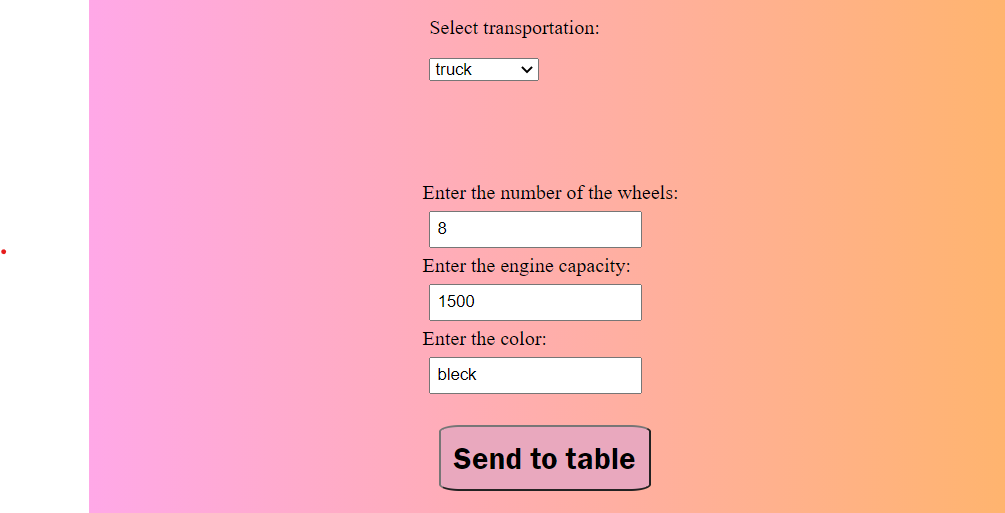 Select transportation:
truck
Enter the number of the wheels:
8
Enter the engine capacity:
1500
Enter the color:
bleck
Send to table